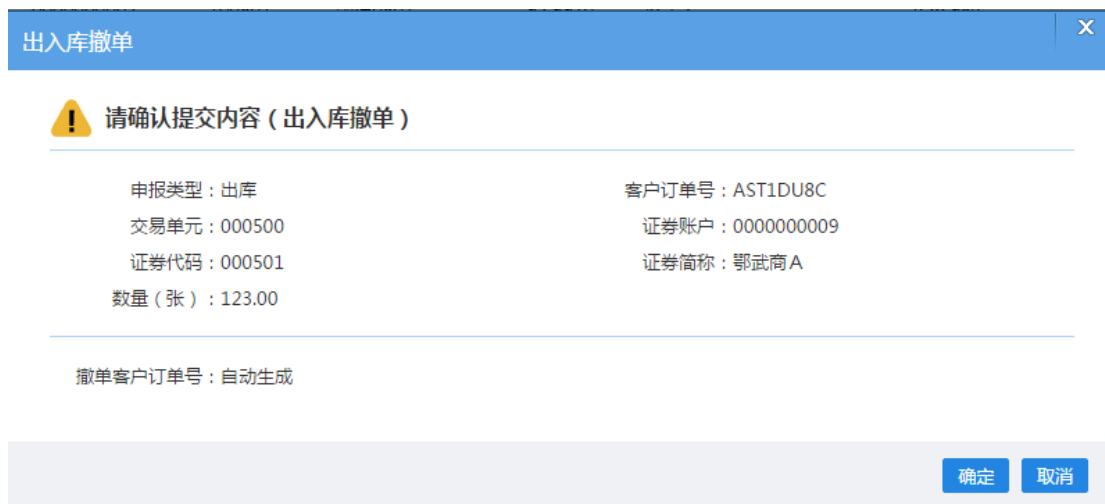 出入库撤单
X
请确认提交内容（出入库撤单）
申报类型：出库 客户订单号：AST1DU8C
交易单元：000500 证券账户：0000000009
证券代码：000501 证券简称：鄂武商Ａ
数量（张）：123.00
撤单客户订单号：自动生成
确定 取消